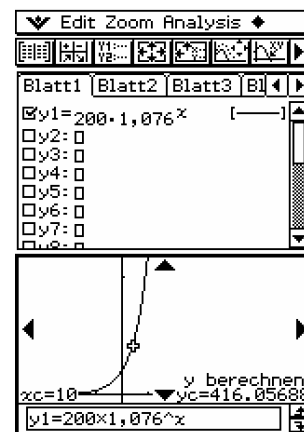 Edit Zoom Analysis
Blatt1 Blatt2 Blatt3 Bl
y1=200·1,076^x [—]
y2:
y3:
y4:
y5:
y6:
y7:
y8:
y berechnen
xc=10 yc=416.05688
y1=200×1,076^x